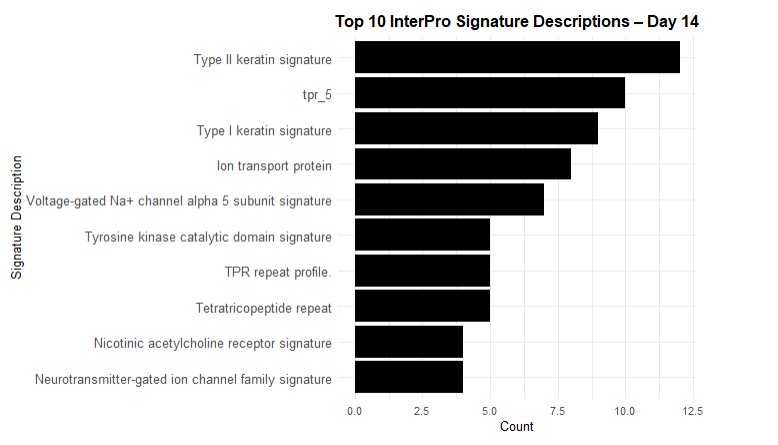 Top 10 InterPro Signature Descriptions – Day 14
Signature Description
Type II keratin signature
tpr_5
Type I keratin signature
Ion transport protein
Voltage-gated Na+ channel alpha 5 subunit signature
Tyrosine kinase catalytic domain signature
TPR repeat profile.
Tetratricopeptide repeat
Nicotinic acetylcholine receptor signature
Neurotransmitter-gated ion channel family signature
0.0 2.5 5.0 7.5 10.0 12.5
Count